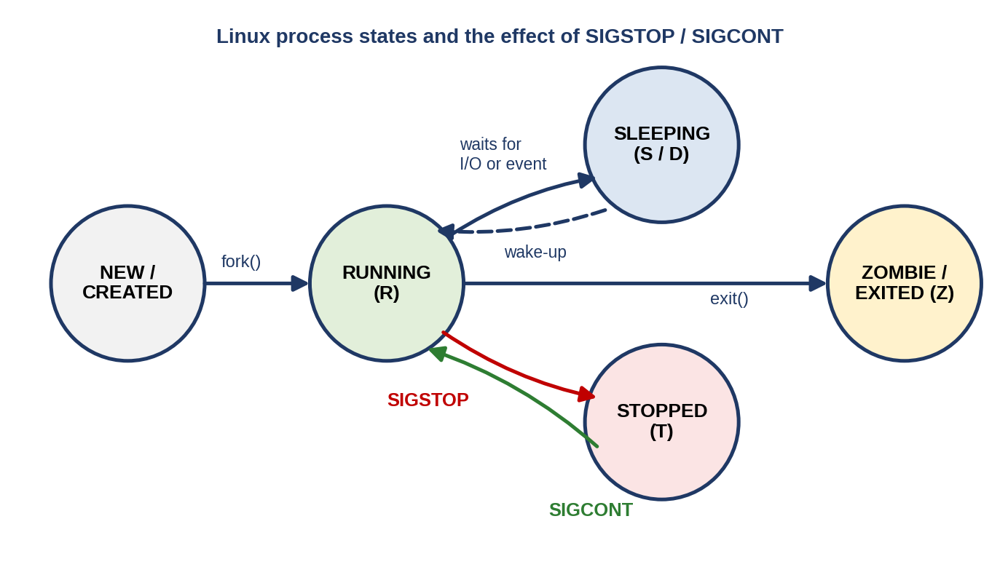 Linux process states and the effect of SIGSTOP / SIGCONT
SLEEPING
(S / D)
waits for
I/O or event
wake-up
NEW /
CREATED
fork()
RUNNING
(R)
exit()
ZOMBIE /
EXITED (Z)
SIGSTOP
STOPPED
(T)
SIGCONT